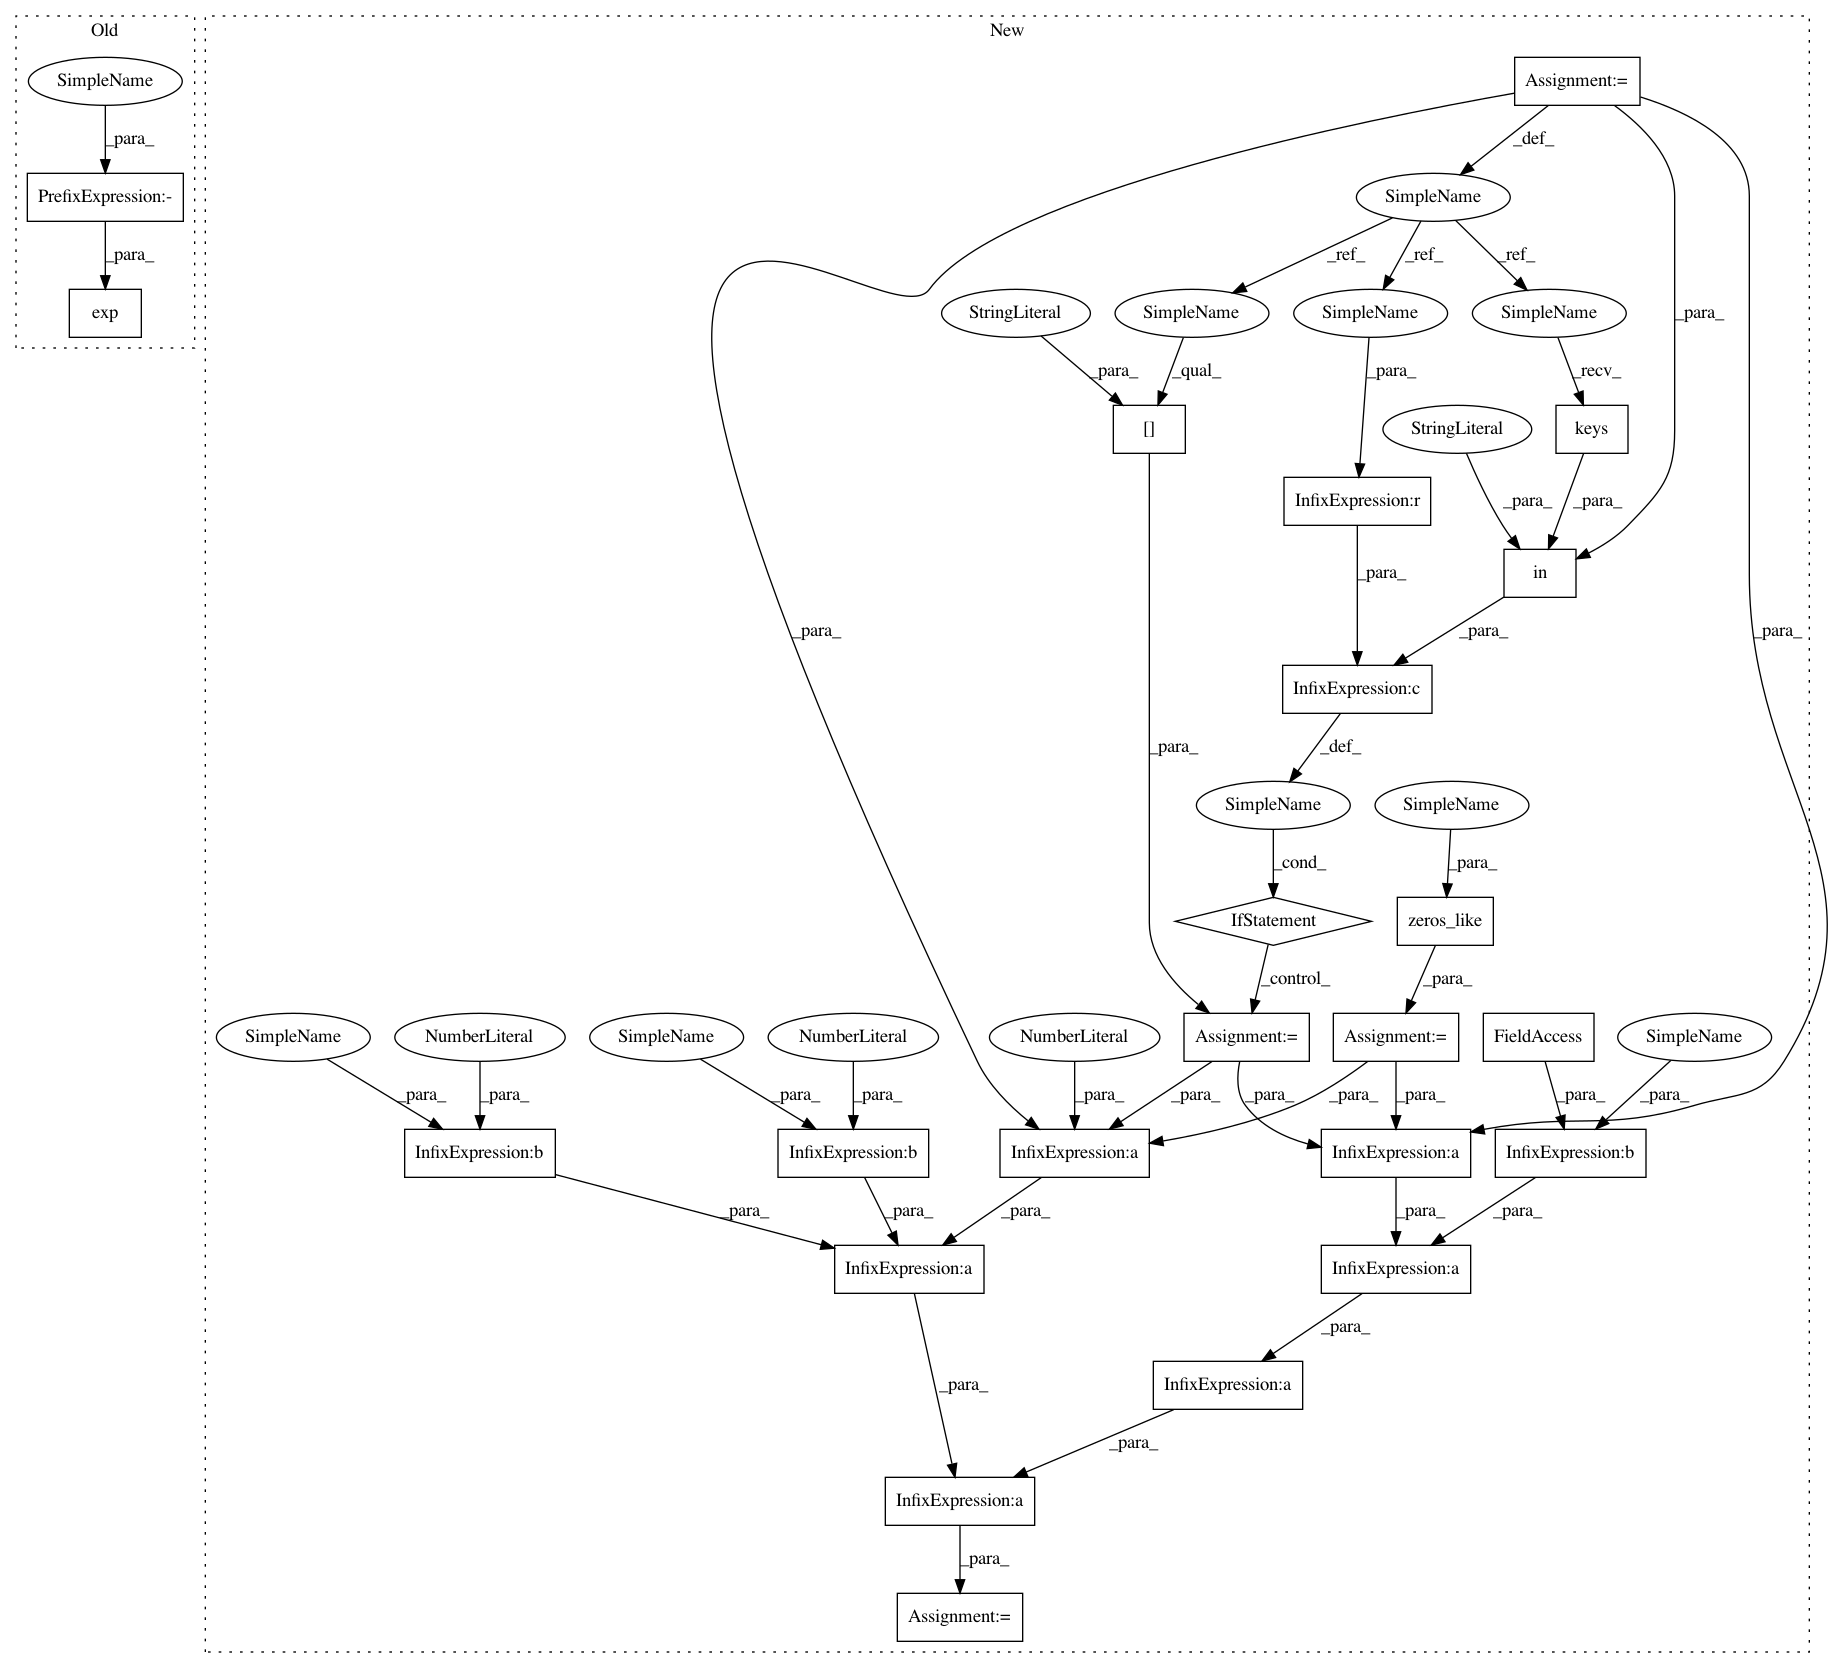 Old
New
SimpleName
Assignment:=
_para_
_def_
PrefixExpression:-
SimpleName
_para_
_ref_
_ref_
_ref_
exp
StringLiteral
SimpleName
SimpleName
SimpleName
_para_
_para_
_qual_
_para_
_recv_
[]
StringLiteral
keys
InfixExpression:r
_para_
_para_
_para_
in
_para_
_para_
_para_
InfixExpression:c
_para_
_def_
SimpleName
SimpleName
_cond_
_para_
IfStatement
zeros_like
_control_
_para_
SimpleName
NumberLiteral
SimpleName
NumberLiteral
NumberLiteral
Assignment:=
Assignment:=
FieldAccess
SimpleName
_para_
_para_
_para_
_para_
_para_
_para_
_para_
_para_
_para_
_para_
_para_
InfixExpression:b
InfixExpression:b
InfixExpression:a
InfixExpression:a
InfixExpression:b
_para_
_para_
_para_
_para_
_para_
InfixExpression:a
InfixExpression:a
_para_
_para_
InfixExpression:a
_para_
InfixExpression:a
_para_
Assignment:=